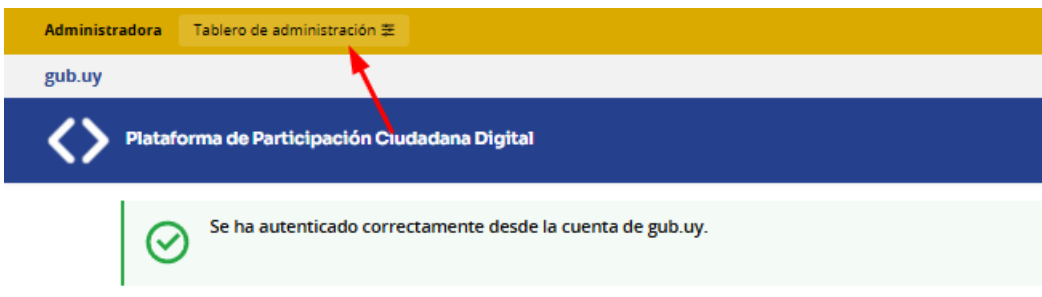 Administradora Tablero de administración
gub.uy
Plataforma de Participación Ciudadana Digital
Se ha autenticado correctamente desde la cuenta de gub.uy.